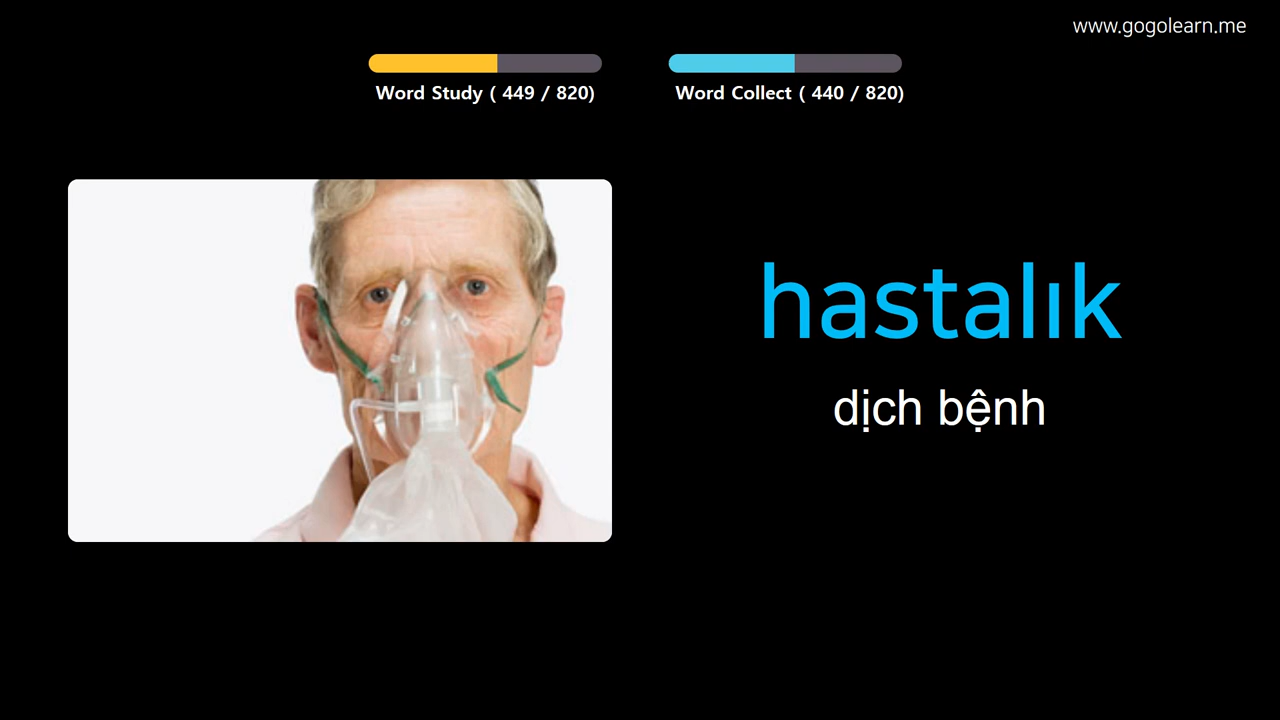 www.gogolearn.me
Word Study ( 449 / 820)
Word Collect ( 440 / 820)
hastalık
dịch bệnh